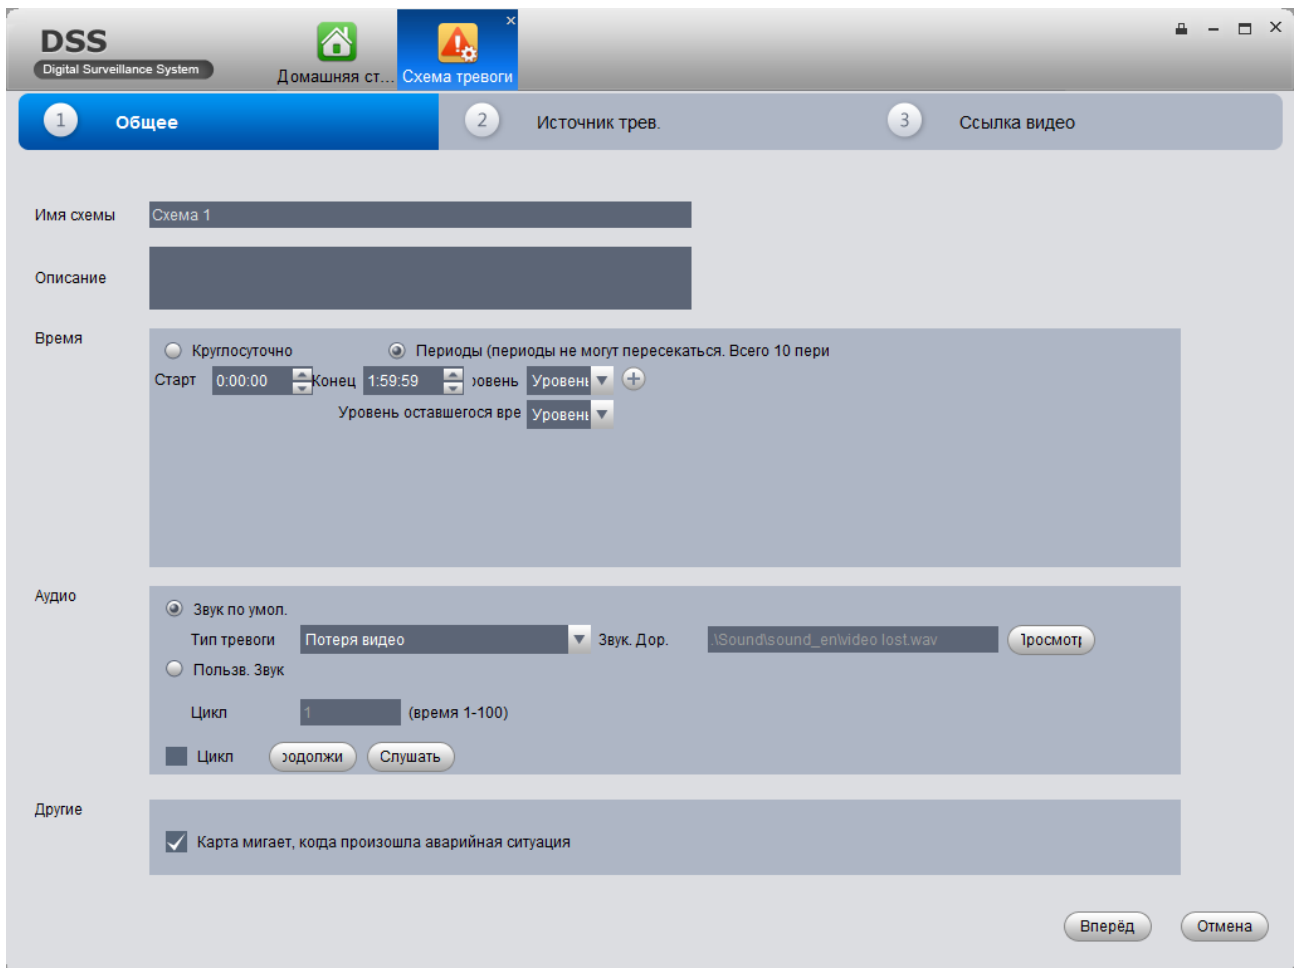 DSS
Digital Surveillance System
Домашняя ст...
Схема тревоги
1 Общее
2 Источник трев.
3 Ссылка видео
Имя схемы Схема 1
Описание
Время
Круглосуточно Периоды (периоды не могут пересекаться. Всего 10 пери
Старт 0:00:00 Конец 1:59:59 ровень Уровень
Уровень оставшегося вре Уровень
Аудио
Звук по умол.
Тип тревоги Потеря видео Звук. Дор. .\Sound\sound_en\video lost.wav Просмотр
Пользв. Звук
Цикл 1 (время 1-100)
Цикл одолжи Слушать
Другие
Карта мигает, когда произошла аварийная ситуация
Вперёд Отмена